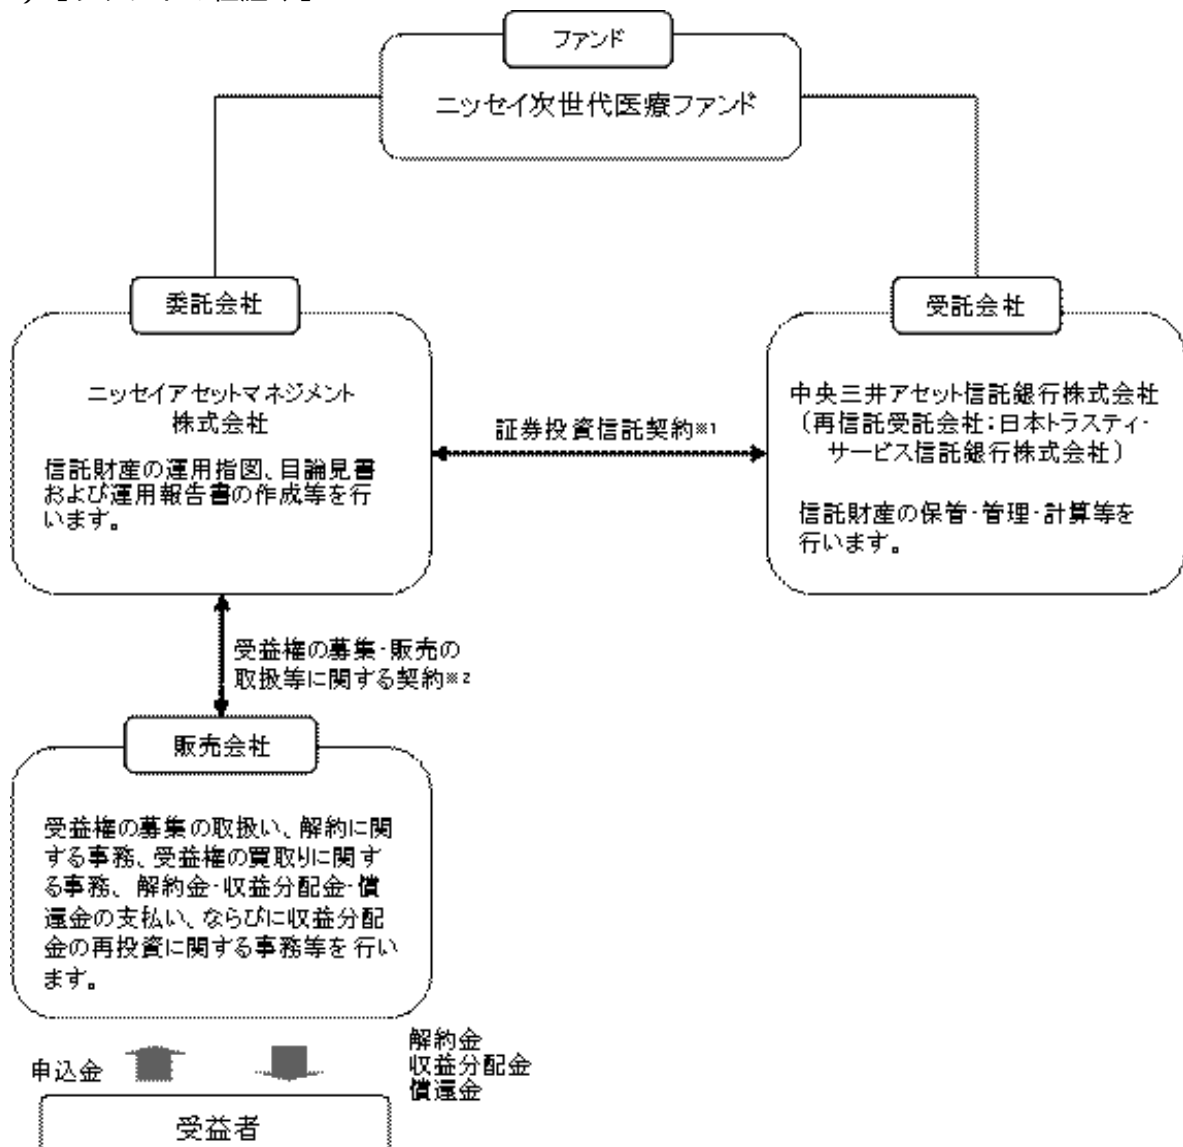 ファンド
ニッセイ次世代医療ファンド
委託会社
ニッセイアセットマネジメント
株式会社
信託財産の運用指図、目論見書
および運用報告書の作成等を行
います。
証券投資信託契約※1
受託会社
中央三井アセット信託銀行株式会社
(再信託受託会社:日本トラスティ・
サービス信託銀行株式会社)
信託財産の保管・管理・計算等を
行います。
受益権の募集・販売の
取扱等に関する契約※2
販売会社
受益権の募集の取扱い、解約に関
する事務、受益権の買取りに関す
る事務、解約金・収益分配金・償
還金の支払い、ならびに収益分配
金の再投資に関する事務等を行い
ます。
申込金
解約金
収益分配金
償還金
受益者